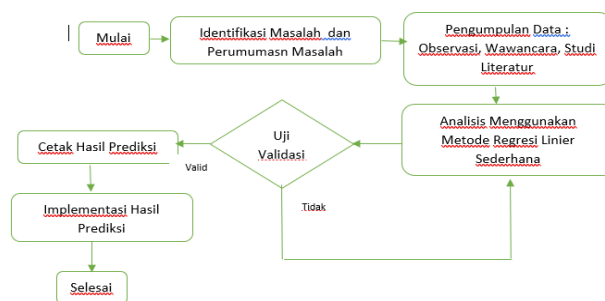 Mulai
Identifikasi Masalah dan
Perumumasn Masalah
Pengumpulan Data :
Observasi, Wawancara, Studi
Literatur
Analisis Menggunakan
Metode Regresi Linier
Sederhana
Uji
Validasi
Valid
Tidak
Cetak Hasil Prediksi
Implementasi Hasil
Prediksi
Selesai